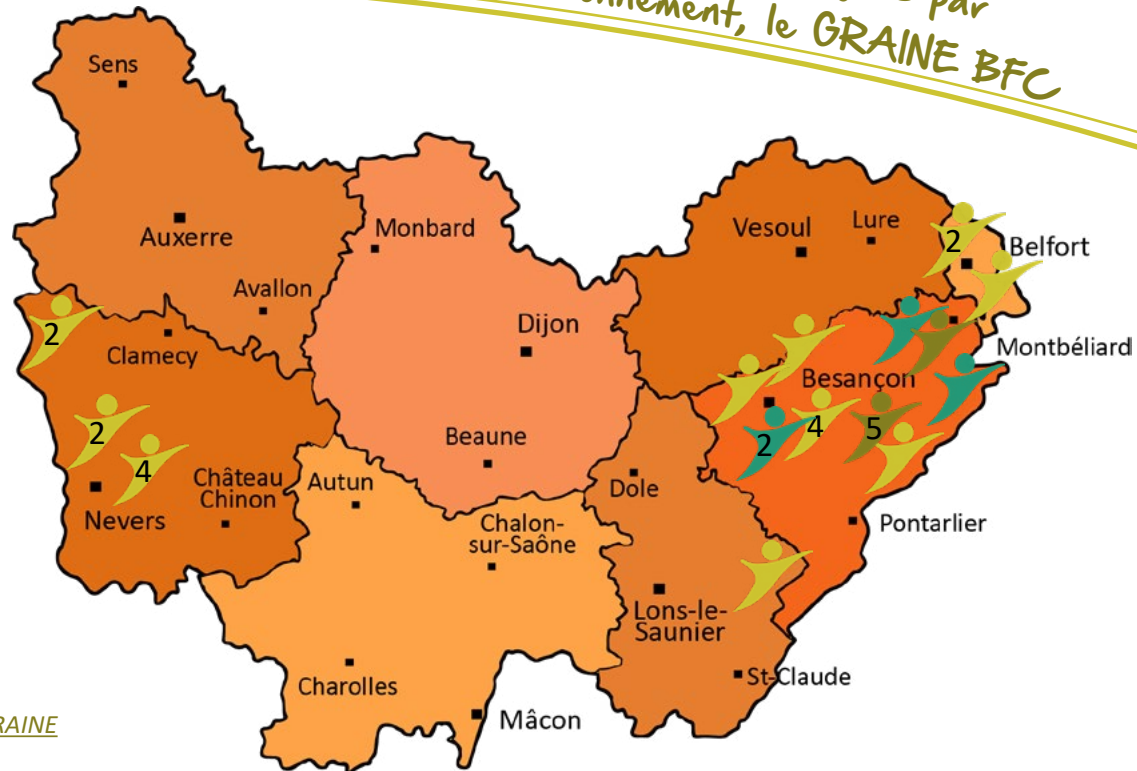 par
onnement, le GRAINE BFC
Sens
Auxerre
Monbard
Vesoul
Lure
2
Belfort
Avallon
2
Clamecy
Dijon
Montbéliard
Besançon
2
4
2
4
5
Beaune
Château
Chinon
Autun
Dole
Nevers
Chalon-
sur-Saône
Pontarlier
Lons-le-
Saunier
St-Claude
Charolles
Mâcon
RAINE